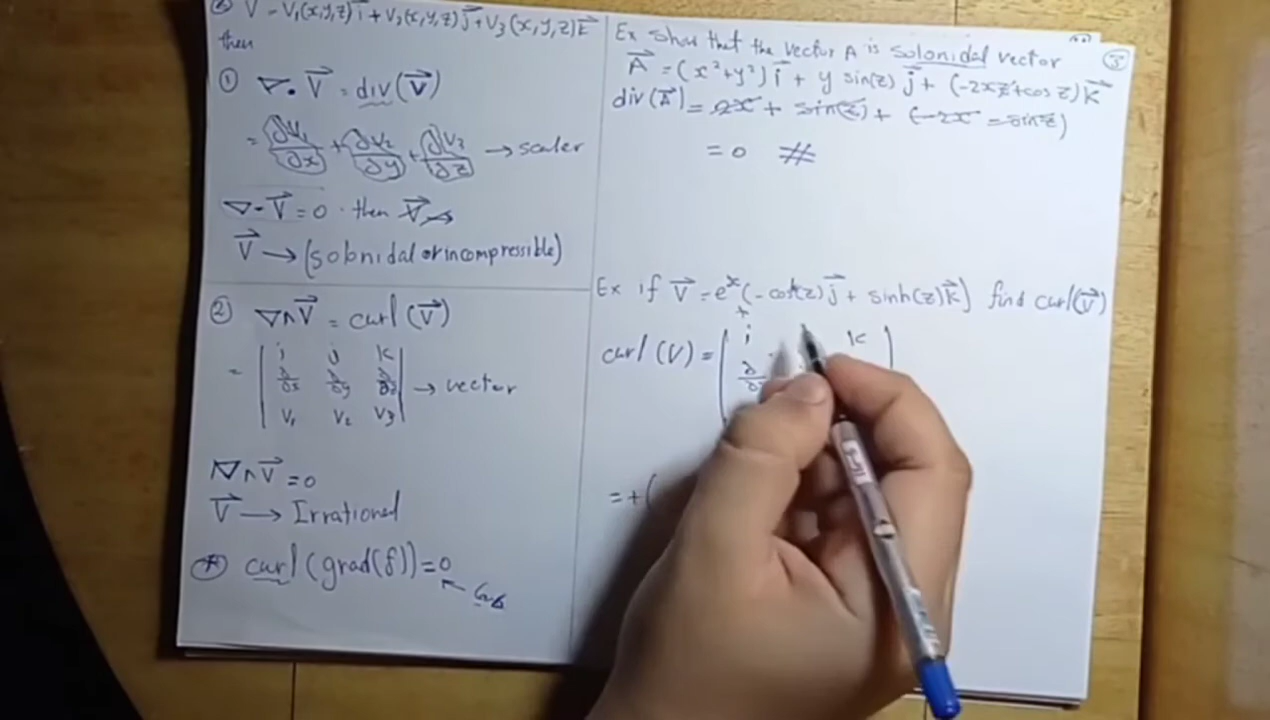 V = V₁(x,y,z) i + V₂(x,y,z) j + V₃(x,y,z) k
then
① ∇. V = div(V)
= ∂V₁/∂x + ∂V₂/∂y + ∂V₃/∂z → scaler
∇.V = 0 . then V
V → (solonidal or incompressible)
② ∇∧V = curl (V)
= | i j k |
| ∂/∂x ∂/∂y ∂/∂z | → vector
| V₁ V₂ V₃ |
∇∧V = 0
V → Irrational
curl (grad(f)) = 0
③
Ex show that the vector A is solonidal vector
A = (x²+y²) i + y sin(z) j + (-2xz+cos z) k
div(A) = 2x + sin(z) + (-2x - sin z)
= 0 #
Ex if V = eˣ(- cos(z) j + sinh(z) k) find curl(V)
+
curl (V) = | i k |
∂
= + (